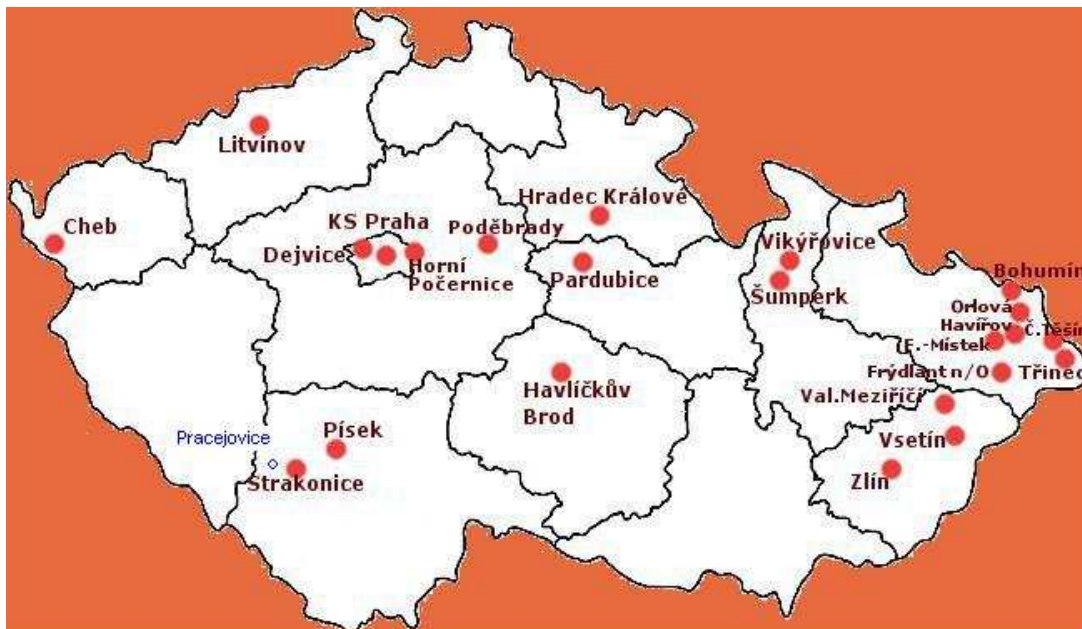 Litvínov
Hradec Králové
Cheb
KS Praha
Poděbrady
Dejvice
Horní
Počernice
Pardubice
Vikýřovice
Šumperk
Bohumín
Orlová
Havířov
Č.Těšín
F.-Místek
Frýdlant n/O
Třinec
Havlíčkův
Brod
Val.Meziříčí
Vsetín
Zlín
Písek
Pracejovice
Strakonice